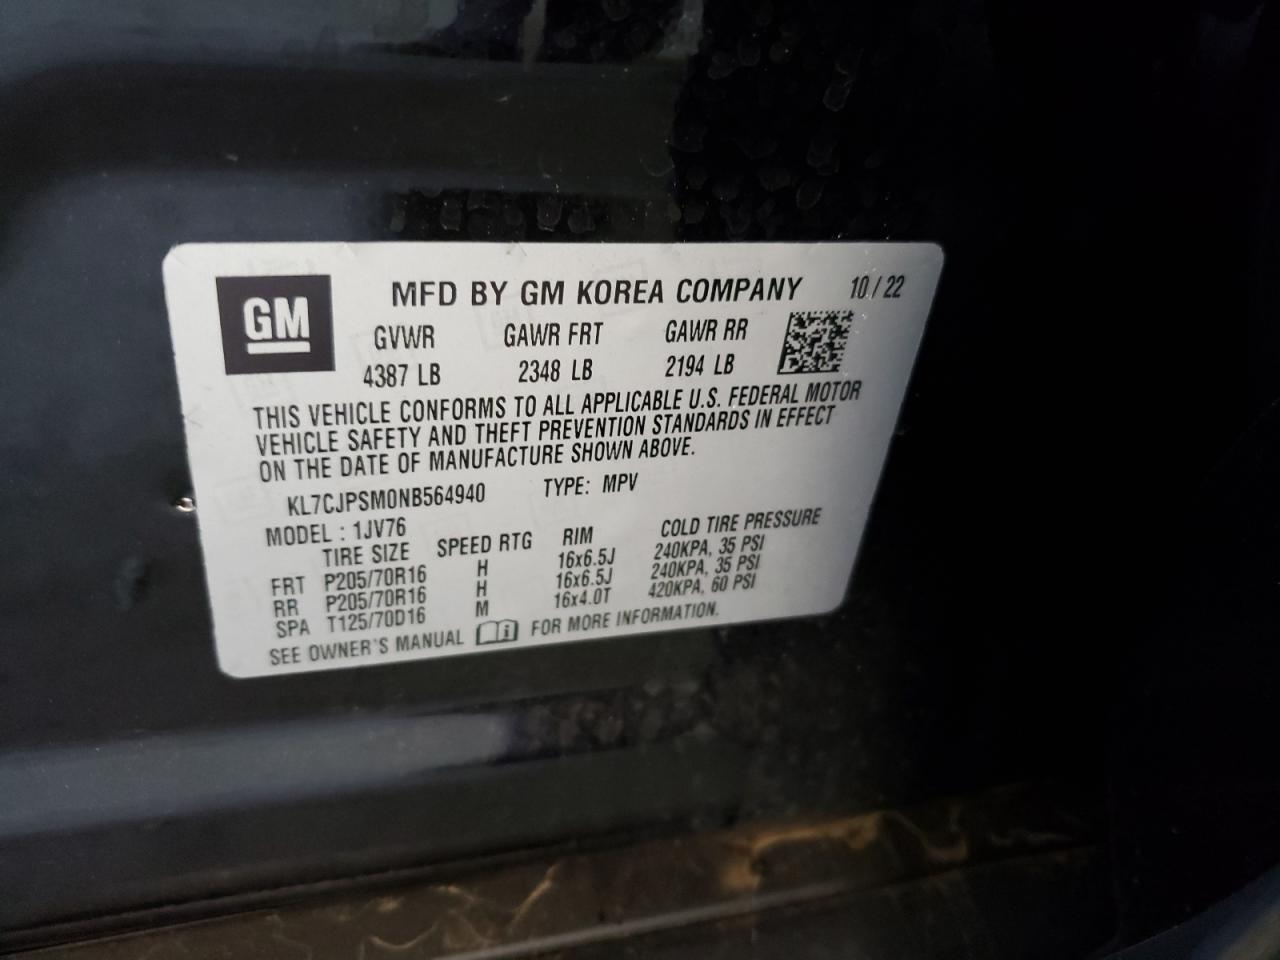 GM
MFD BY GM KOREA COMPANY 10/22
GVWR GAWR FRT GAWR RR
4387 LB 2348 LB 2194 LB
THIS VEHICLE CONFORMS TO ALL APPLICABLE U.S. FEDERAL MOTOR
VEHICLE SAFETY AND THEFT PREVENTION STANDARDS IN EFFECT
ON THE DATE OF MANUFACTURE SHOWN ABOVE.
KL7CJPSM0NB564940 TYPE: MPV
MODEL : 1JV76
TIRE SIZE SPEED RTG RIM COLD TIRE PRESSURE
FRT P205/70R16 H 16x6.5J 240KPA, 35 PSI
RR P205/70R16 H 16x6.5J 240KPA, 35 PSI
SPA T125/70D16 M 16x4.0T 420KPA, 60 PSI
SEE OWNER'S MANUAL i FOR MORE INFORMATION.